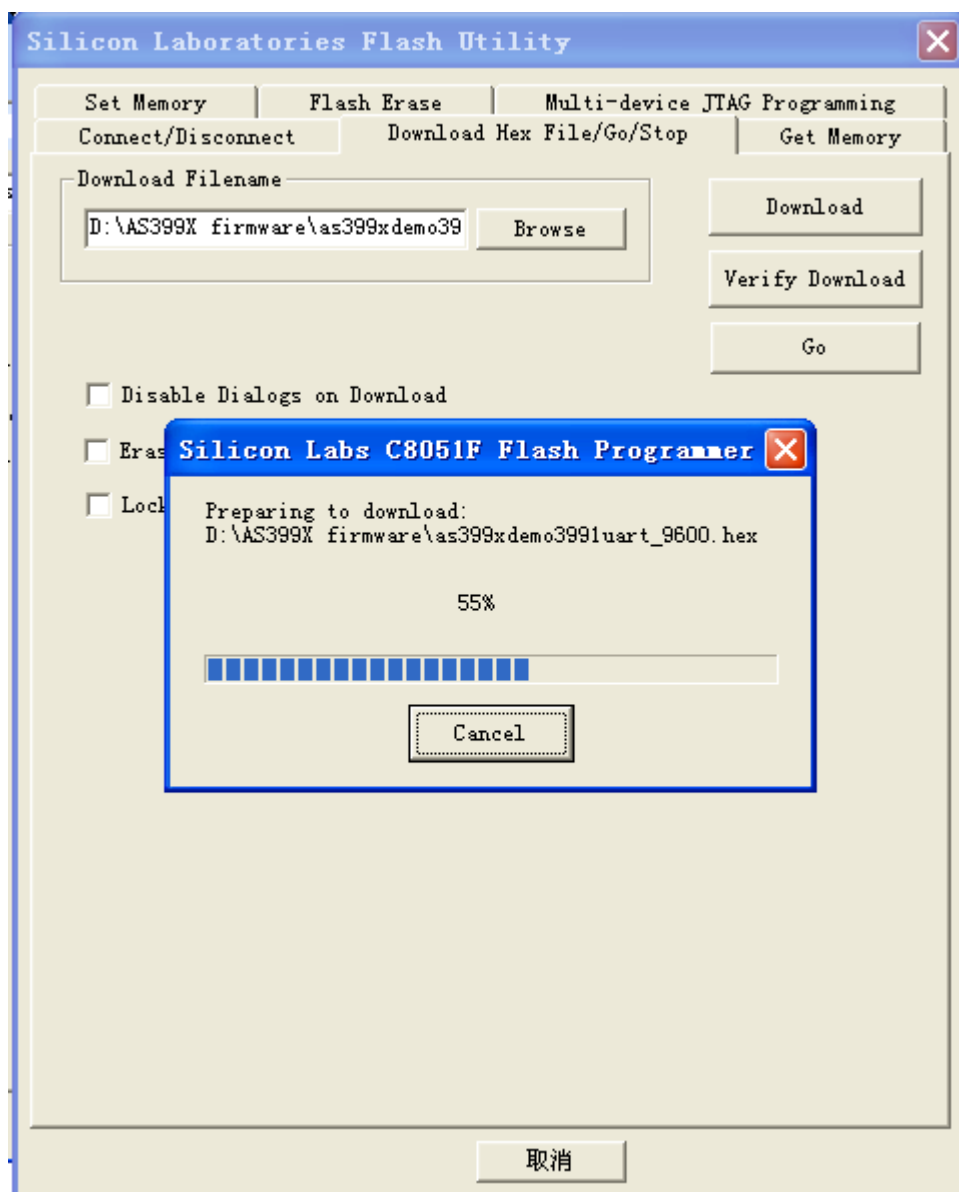 Silicon Laboratories Flash Utility
Set Memory Flash Erase Multi-device JTAG Programming
Connect/Disconnect Download Hex File/Go/Stop Get Memory
Download Filename
D:\AS399X firmware\as399xdemo39
Browse
Download
Verify Download
Go
Disable Dialogs on Download
Eras
Lock
Silicon Labs C8051F Flash Programmer
Preparing to download:
D:\AS399X firmware\as399xdemo3991uart_9600.hex
55%
Cancel
取消